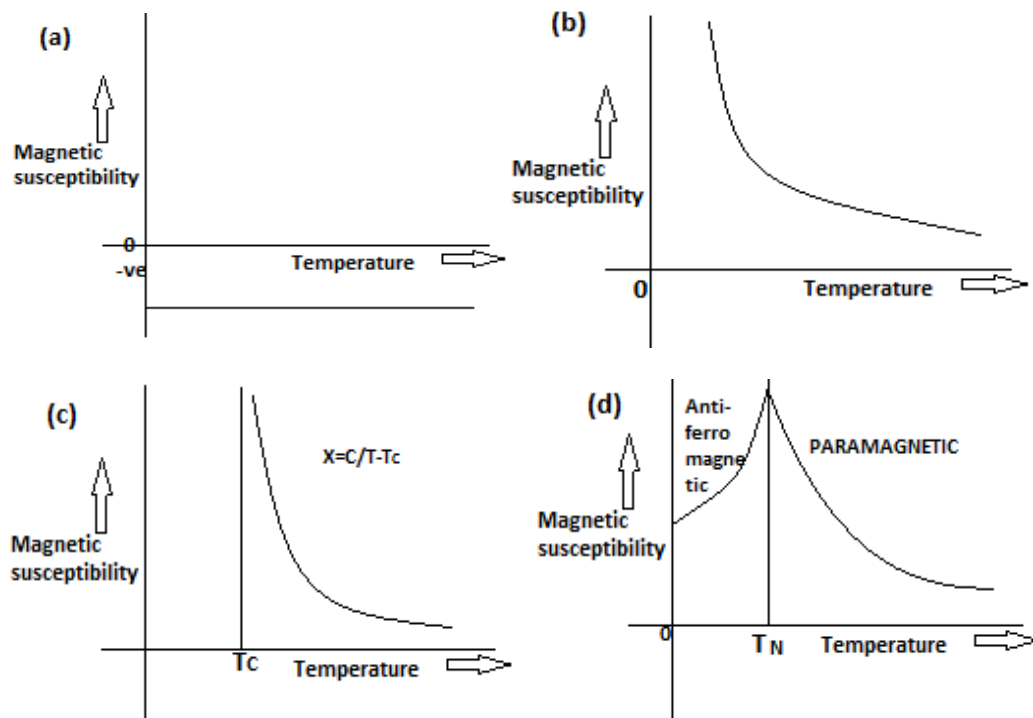 (a)
Magnetic
susceptibility
0
-ve
Temperature
(b)
Magnetic
susceptibility
0
Temperature
(c)
X=C/T-Tc
Magnetic
susceptibility
Tc
Temperature
(d)
Anti-
ferro
magne
tic
PARAMAGNETIC
Magnetic
susceptibility
0
TN
Temperature